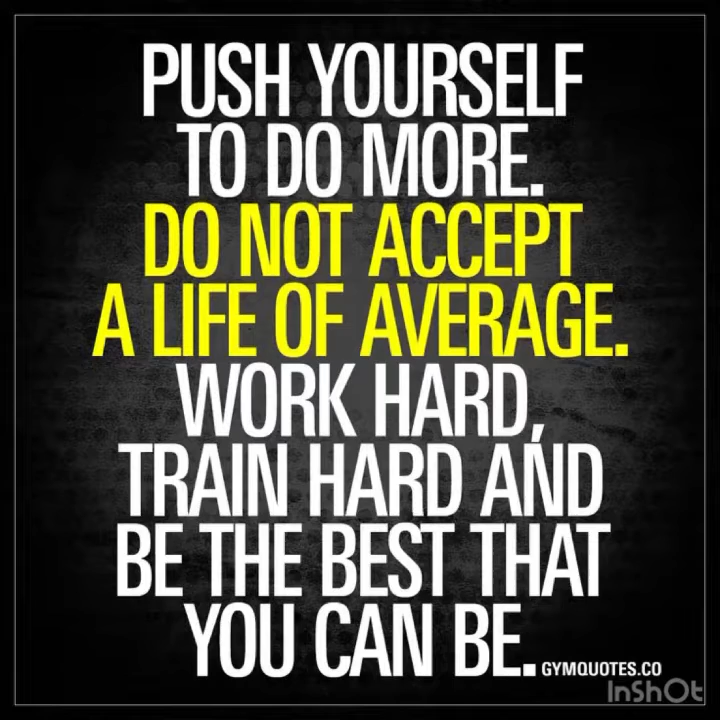 PUSH YOURSELF
TO DO MORE.
DO NOT ACCEPT
A LIFE OF AVERAGE.
WORK HARD,
TRAIN HARD AND
BE THE BEST THAT
YOU CAN BE.
GYMQUOTES.CO
InShOt